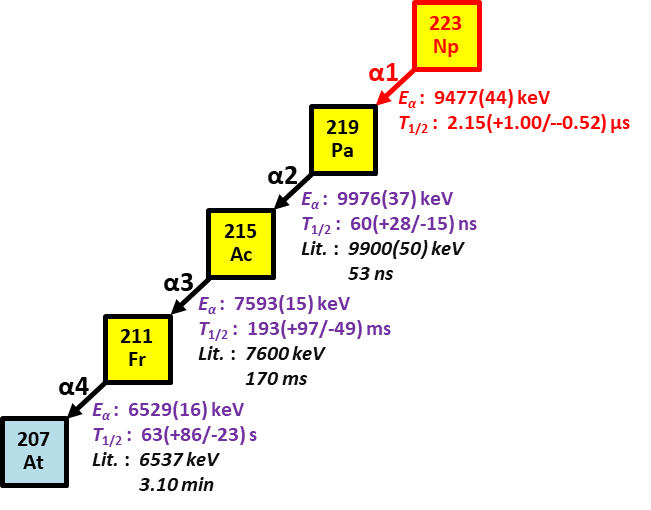 223
Np
α1
Eα : 9477(44) keV
T1/2 : 2.15(+1.00/--0.52) µs
219
Pa
α2
Eα : 9976(37) keV
T1/2 : 60(+28/-15) ns
Lit. : 9900(50) keV
53 ns
215
Ac
α3
Eα : 7593(15) keV
T1/2 : 193(+97/-49) ms
Lit. : 7600 keV
170 ms
211
Fr
α4
Eα : 6529(16) keV
T1/2 : 63(+86/-23) s
Lit. : 6537 keV
3.10 min
207
At